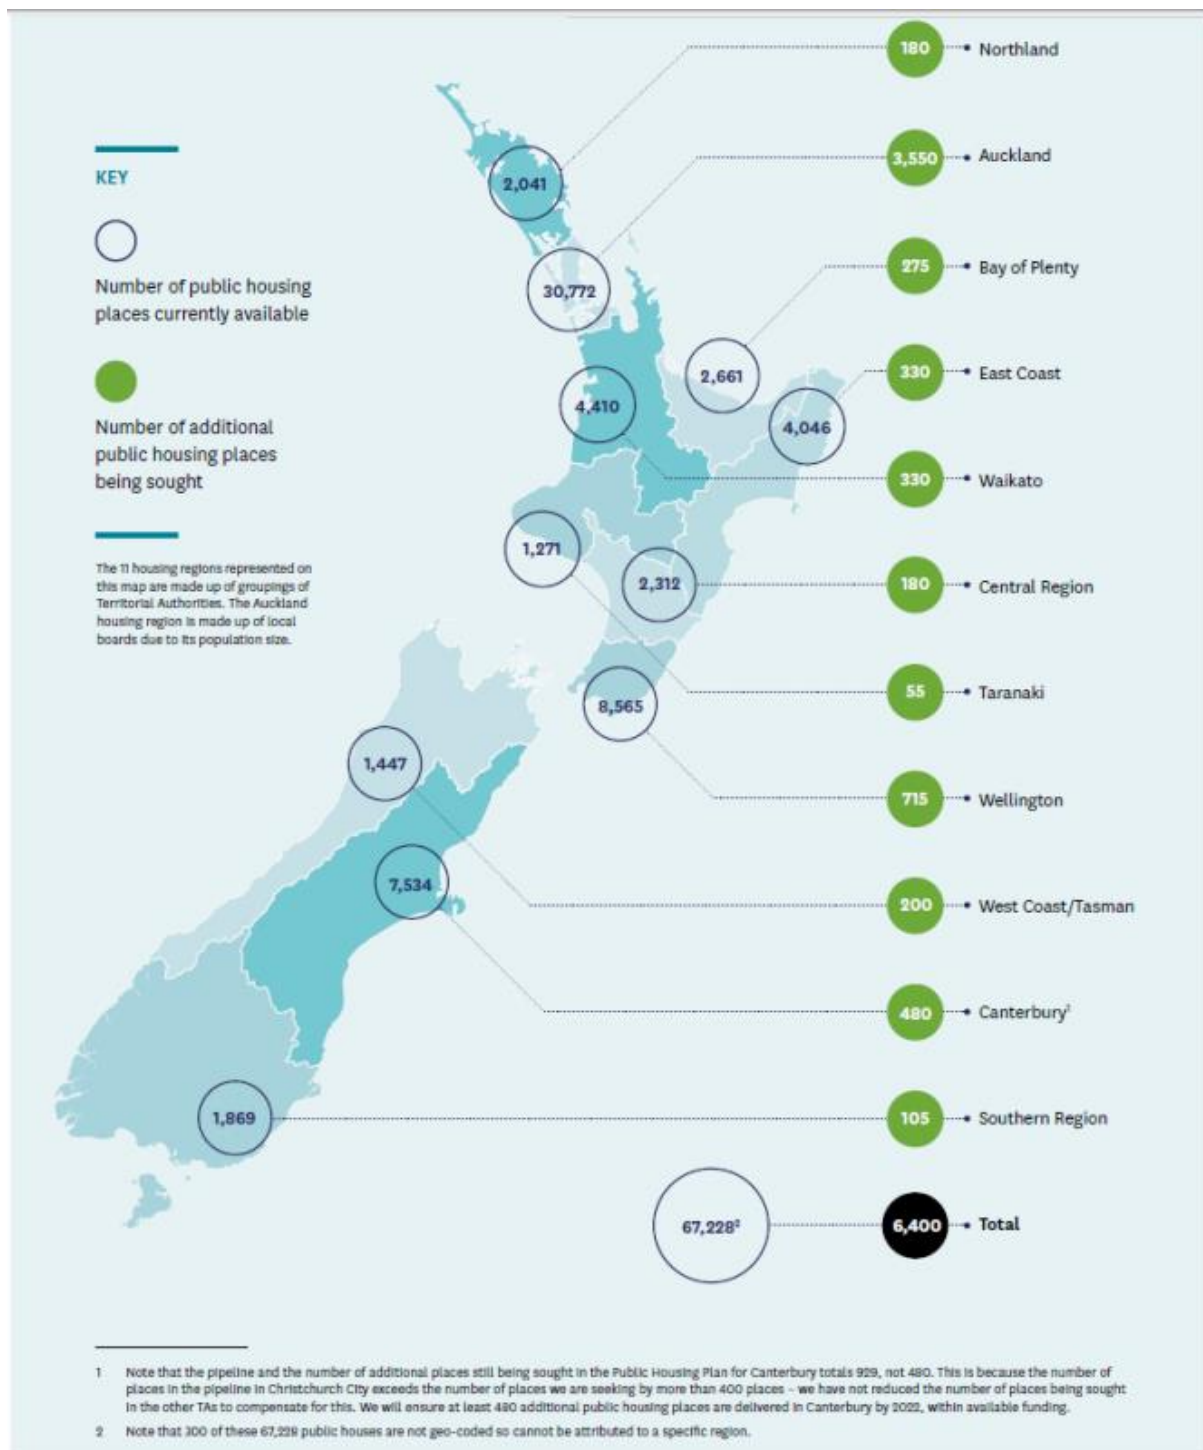 180 Northland
2,041
3,550 Auckland
KEY
275 Bay of Plenty
Number of public housing
places currently available
30,772
2,661
330 East Coast
4,410
4,046
Number of additional
public housing places
being sought
330 Waikato
1,271
The 11 housing regions represented on
this map are made up of groupings of
Territorial Authorities. The Auckland
housing region is made up of local
boards due to its population size.
2,312
180 Central Region
55 Taranaki
8,565
1,447
715 Wellington
7,534
200 West Coast/Tasman
480 Canterbury¹
1,869
105 Southern Region
67,228²
6,400 Total
1 Note that the pipeline and the number of additional places still being sought in the Public Housing Plan for Canterbury totals 929, not 480. This is because the number of
places in the pipeline in Christchurch City exceeds the number of places we are seeking by more than 400 places – we have not reduced the number of places being sought
in the other TAs to compensate for this. We will ensure at least 480 additional public housing places are delivered in Canterbury by 2022, within available funding.
2 Note that 300 of these 67,228 public houses are not geo-coded so cannot be attributed to a specific region.